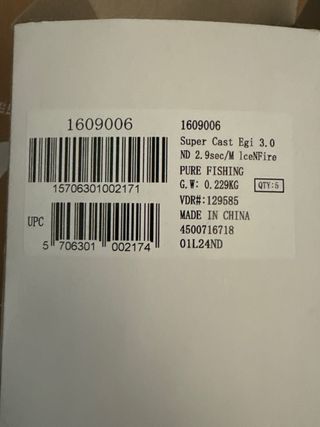 1609006
15706301002171
UPC
5 706301 002174
1609006
Super Cast Egi 3.0
ND 2.9sec/M lceNFire
PURE FISHING
G.W: 0.229KG QTY:5
VDR#:129585
MADE IN CHINA
4500716718
01L24ND